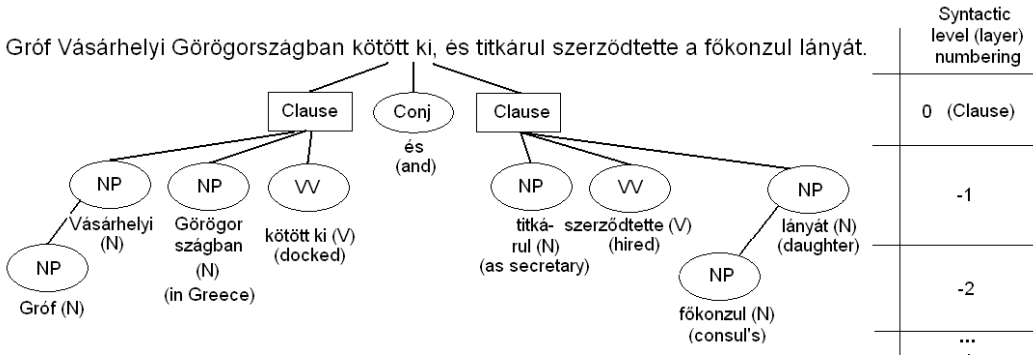 Syntactic
level (layer)
numbering
Gróf Vásárhelyi Görögországban kötött ki, és titkárul szerződtette a főkonzul lányát.
Clause
Conj
Clause
0 (Clause)
és
(and)
NP
NP
VV
NP
VV
NP
-1
Vásárhelyi
(N)
Görögor
szágban
(N)
(in Greece)
kötött ki (V)
(docked)
titká-
rul (N)
(as secretary)
szerződtette (V)
(hired)
lányát (N)
(daughter)
NP
Gróf (N)
NP
főkonzul (N)
(consul's)
-2
...